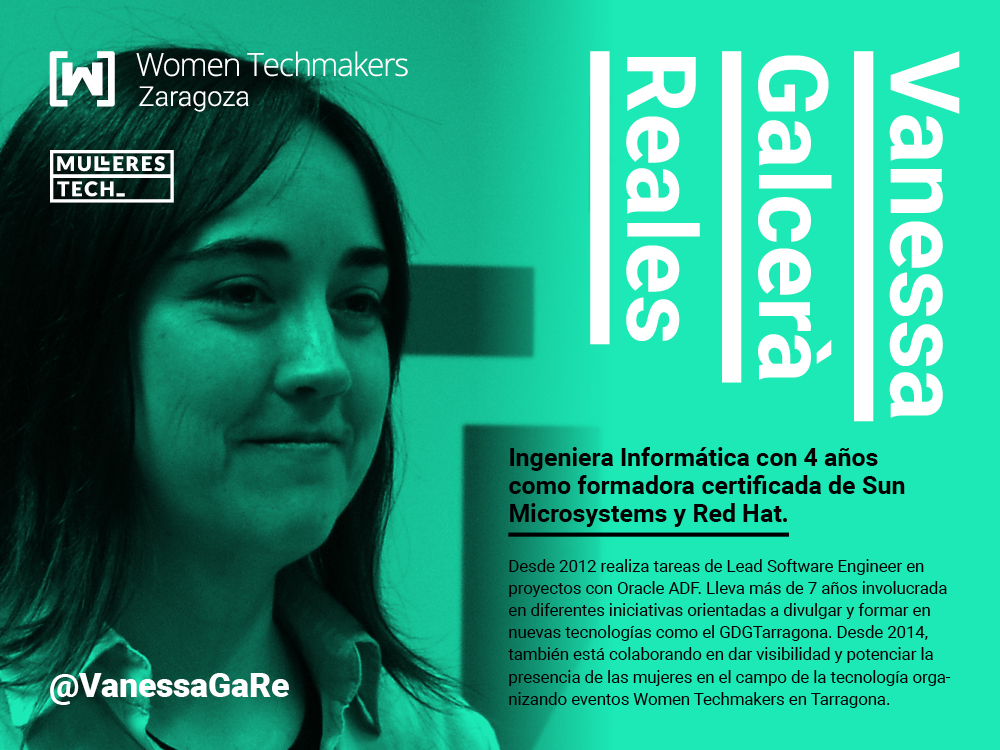 Women Techmakers
Zaragoza
MULLERES
TECH_
Vanessa
Galcerà
Reales
Ingeniera Informática con 4 años
como formadora certificada de Sun
Microsystems y Red Hat.
Desde 2012 realiza tareas de Lead Software Engineer en
proyectos con Oracle ADF. Lleva más de 7 años involucrada
en diferentes iniciativas orientadas a divulgar y formar en
nuevas tecnologías como el GDGTarragona. Desde 2014,
también está colaborando en dar visibilidad y potenciar la
presencia de las mujeres en el campo de la tecnología orga-
nizando eventos Women Techmakers en Tarragona.
@VanessaGaRe